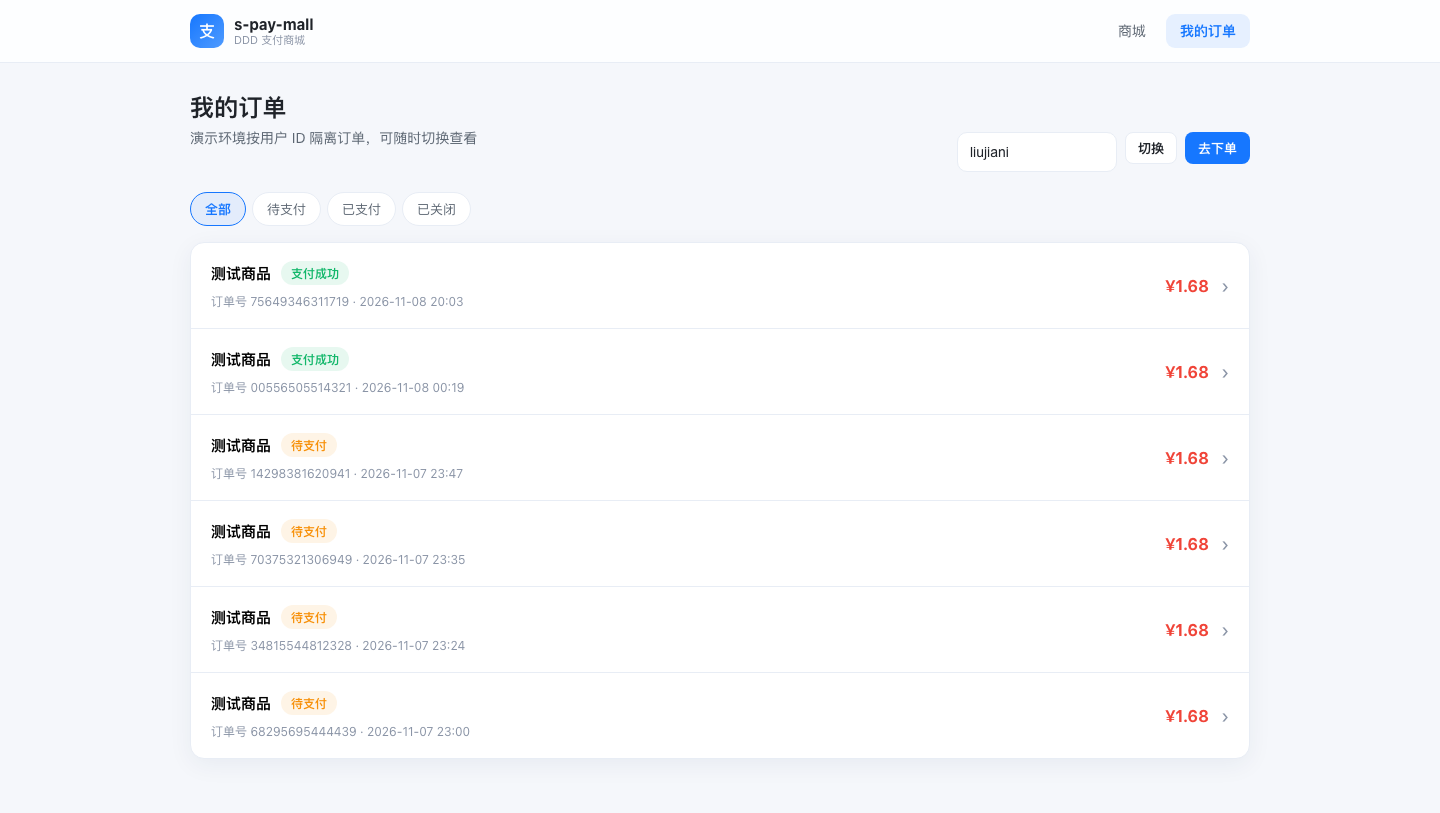 支
s-pay-mall
DDD 支付商城
商城
我的订单
我的订单
演示环境按用户 ID 隔离订单，可随时切换查看
liujiani
切换
去下单
全部
待支付
已支付
已关闭
测试商品 支付成功
订单号 75649346311719 · 2026-11-08 20:03
¥1.68 ›
测试商品 支付成功
订单号 00556505514321 · 2026-11-08 00:19
¥1.68 ›
测试商品 待支付
订单号 14298381620941 · 2026-11-07 23:47
¥1.68 ›
测试商品 待支付
订单号 70375321306949 · 2026-11-07 23:35
¥1.68 ›
测试商品 待支付
订单号 34815544812328 · 2026-11-07 23:24
¥1.68 ›
测试商品 待支付
订单号 68295695444439 · 2026-11-07 23:00
¥1.68 ›